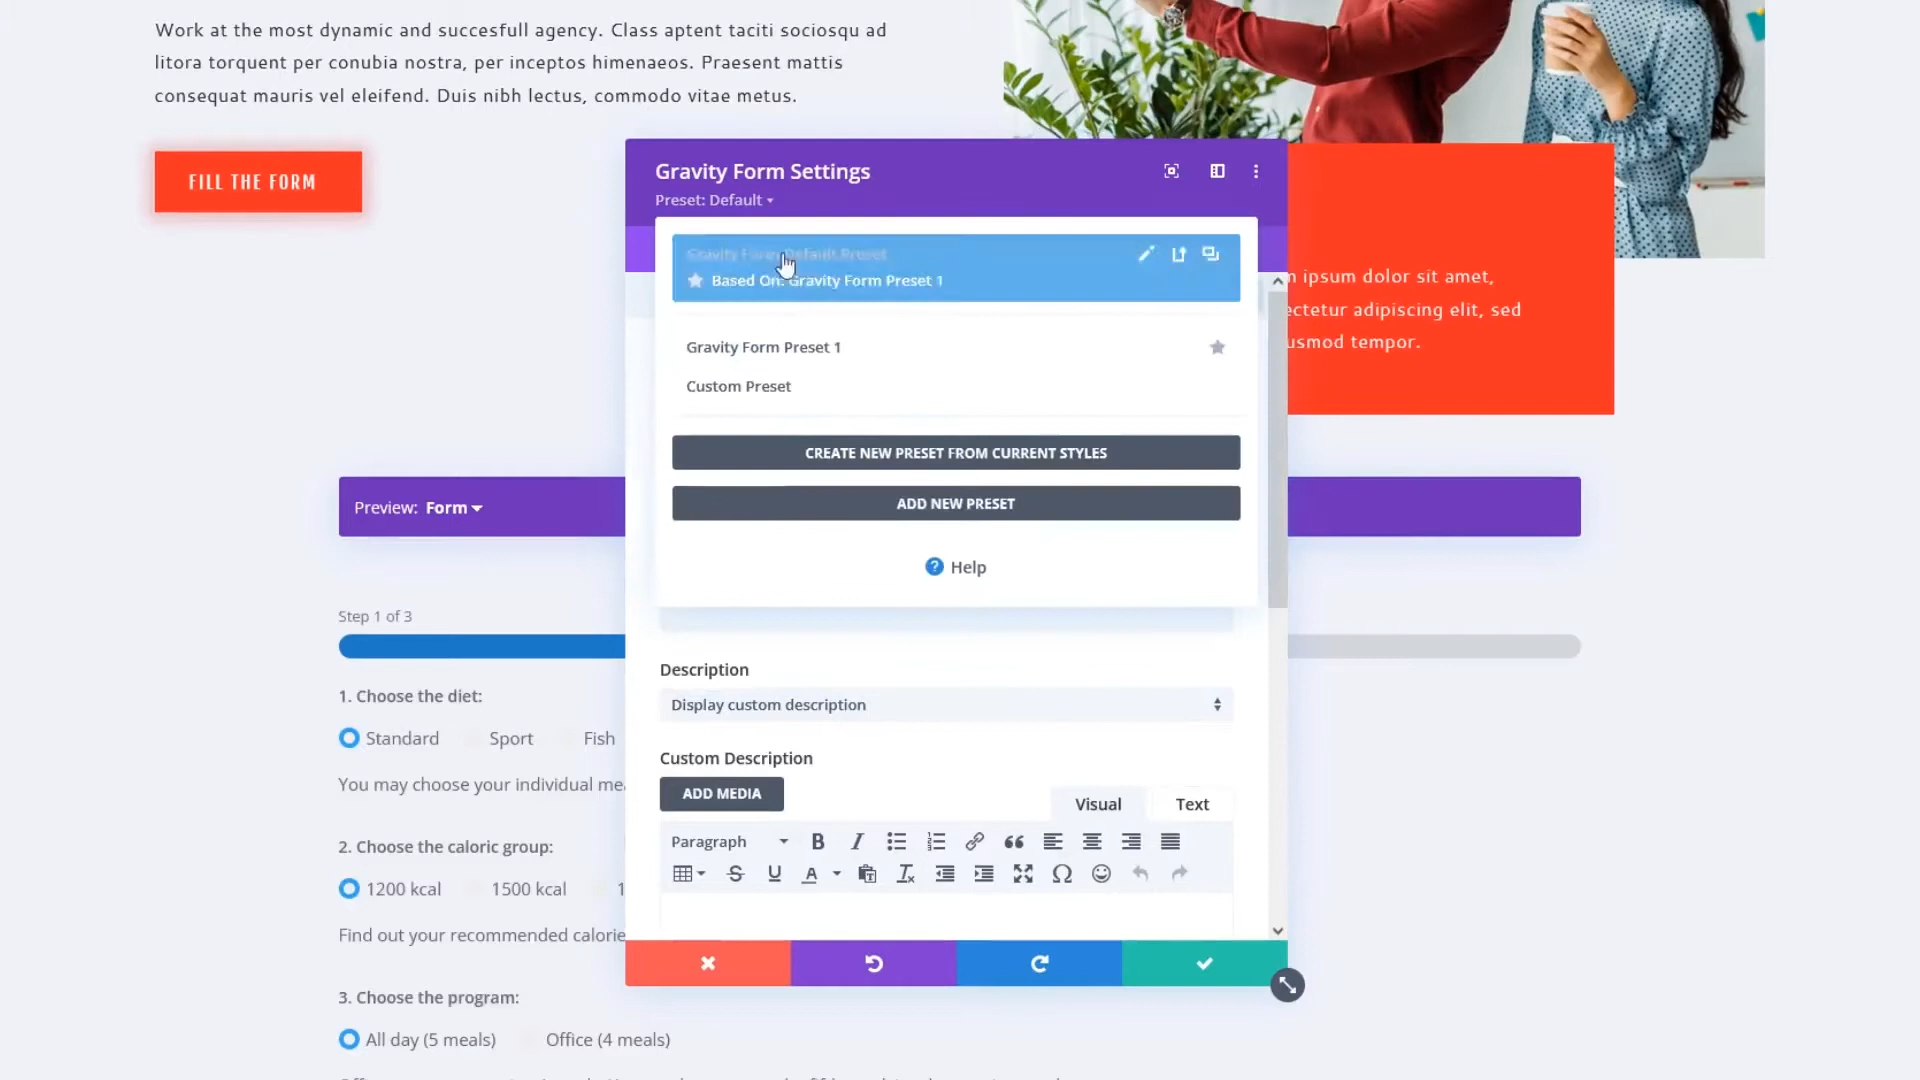 Work at the most dynamic and succesfull agency. Class aptent taciti sociosqu ad
litora torquent per conubia nostra, per inceptos himenaeos. Praesent mattis
consequat mauris vel eleifend. Duis nibh lectus, commodo vitae metus.
FILL THE FORM
Gravity Form Settings
Preset: Default
Gravity Form Default Preset
Based On: Gravity Form Preset 1
Gravity Form Preset 1
Custom Preset
CREATE NEW PRESET FROM CURRENT STYLES
ADD NEW PRESET
? Help
ipsum dolor sit amet,
adipiscing elit, sed
tempor.
Preview: Form
Step 1 of 3
1. Choose the diet:
Standard Sport Fish
You may choose your individual
2. Choose the caloric group:
1200 kcal 1500 kcal 1
Find out your recommended
3. Choose the program:
All day (5 meals) Office (4 meals)
Description
Display custom description
Custom Description
ADD MEDIA
Visual Text
Paragraph